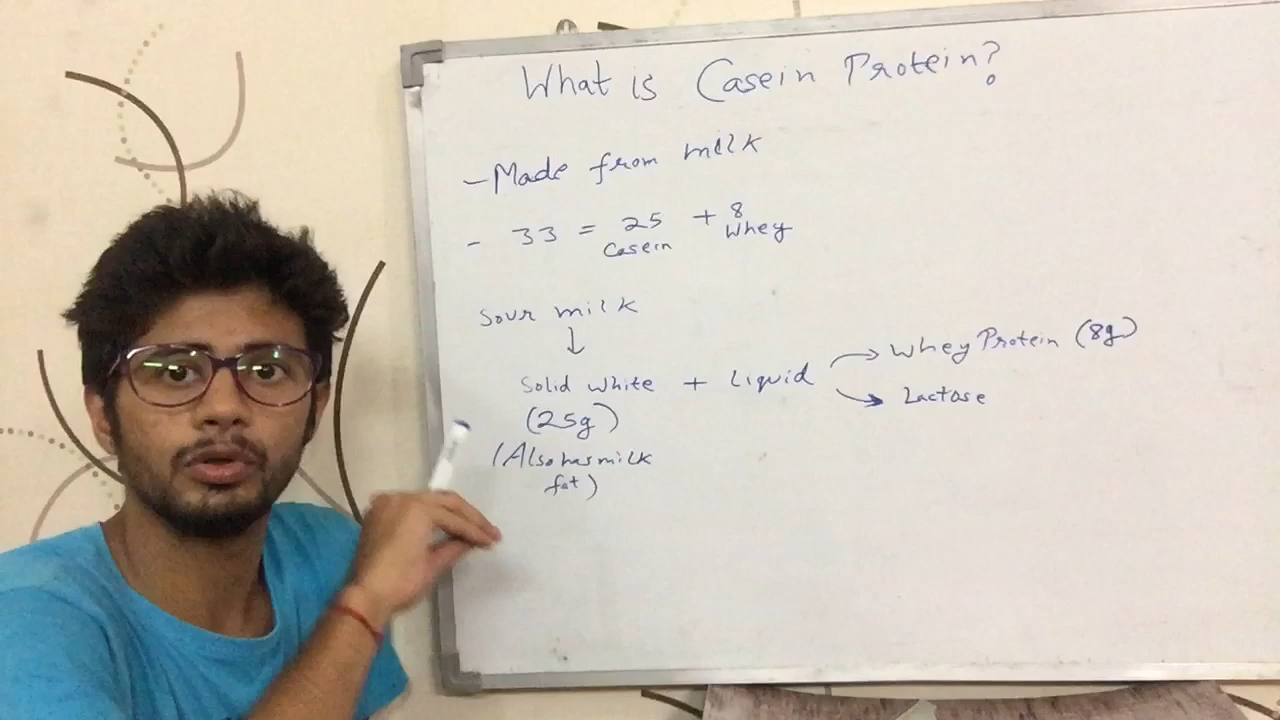 What is Casein Protein?
- Made from milk
- 33 = 25 + 8
Casein Whey
Sour milk
↓
Solid white + Liquid → Whey Protein (8g)
→ Lactose
(25g)
(Also has milk
fat)